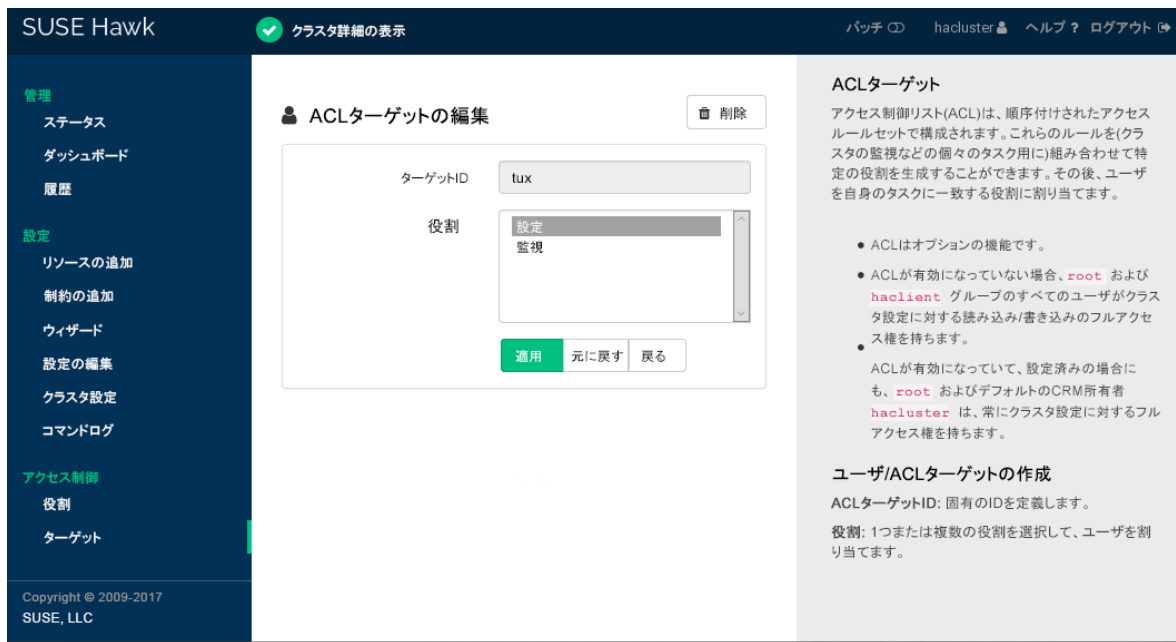 SUSE Hawk
クラスタ詳細の表示
バッチ
hacluster
ヘルプ ?
ログアウト
管理
ステータス
ダッシュボード
履歴
設定
リソースの追加
制約の追加
ウィザード
設定の編集
クラスタ設定
コマンドログ
アクセス制御
役割
ターゲット
Copyright © 2009-2017
SUSE, LLC
ACLターゲットの編集
削除
ターゲットID
tux
役割
設定
監視
適用
元に戻す
戻る
ACLターゲット
アクセス制御リスト(ACL)は、順序付けされたアクセス
ルールセットで構成されます。これらのルールを(クラ
スタの監視などの個々のタスク用に)組み合わせて特
定の役割を生成することができます。その後、ユーザ
を自身のタスクに一致する役割に割り当てます。
● ACLはオプションの機能です。
● ACLが有効になっていない場合、root および
haclient グループのすべてのユーザがクラス
タ設定に対する読み込み/書き込みのフルアクセ
ス権を持ちます。
● ACLが有効になっていて、設定済みの場合に
も、root およびデフォルトのCRM所有者
hacluster は、常にクラスタ設定に対するフル
アクセス権を持ちます。
ユーザ/ACLターゲットの作成
ACLターゲットID: 固有のIDを定義します。
役割: 1つまたは複数の役割を選択して、ユーザを割
り当てます。